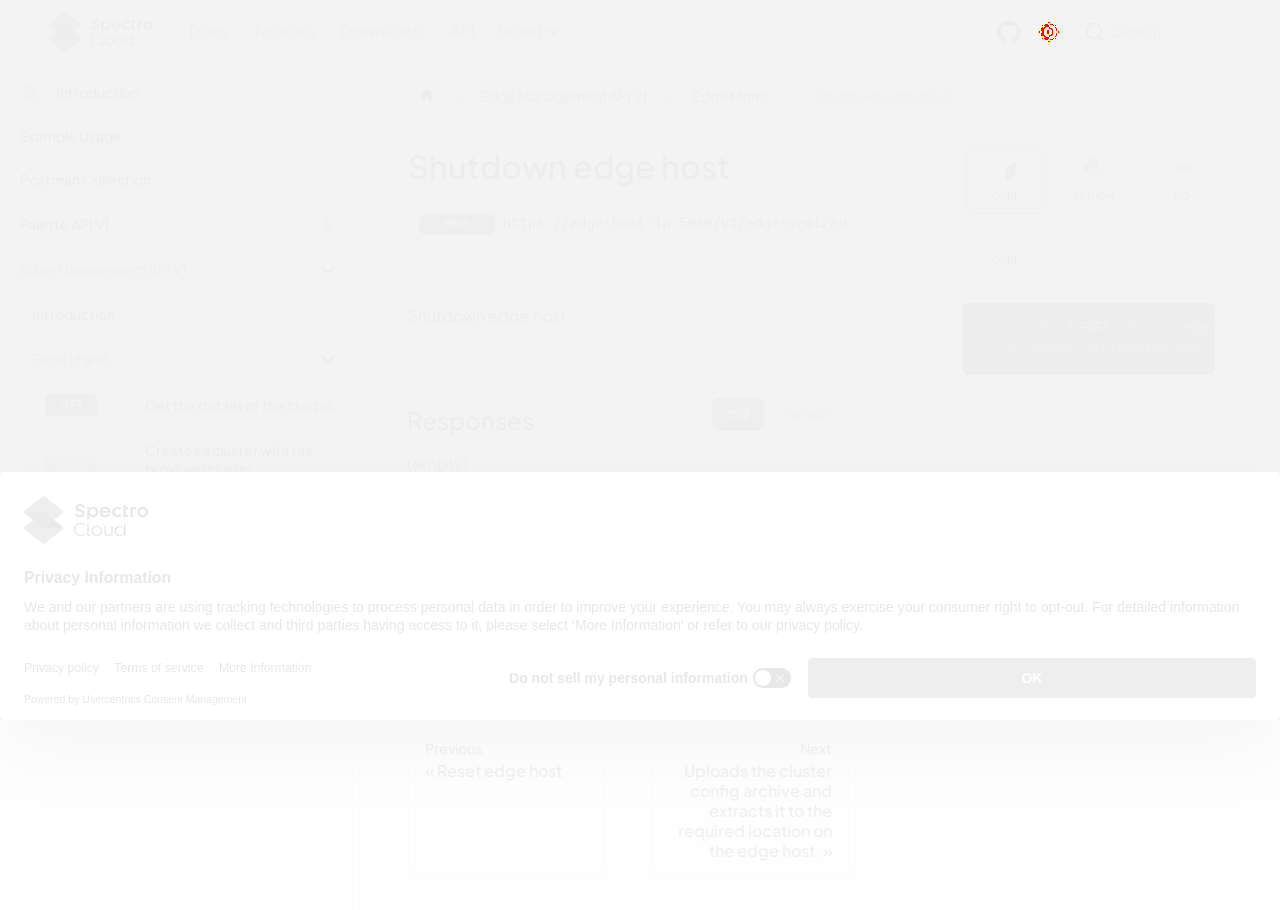 Spectro Cloud
Docs Tutorials Downloads API latest Search
Introduction
Example Usage
Postman Collection
Palette API V1
Edge Management API V1
Introduction
Edge Mgmt
GET Get the details of the cluster.
Creates a cluster with the
provided cluster
Edge Management API V1 Edge Mgmt Shutdown edge host
Shutdown edge host
POST https://edge-host-ip:5080/v1/edge-mgmt/ed
Shutdown edge host
Responses
202 default
(empty)
CURL PYTHON GO
CURL
Spectro
Cloud
Privacy Information
We and our partners are using tracking technologies to process personal data in order to improve your experience. You may always exercise your consumer right to opt-out. For detailed information
about personal information we collect and third parties having access to it, please select ‘More Information’ or refer to our privacy policy.
Privacy policy Terms of service More Information
Powered by Usercentrics Consent Management
Do not sell my personal information
OK
Previous
« Reset edge host
Next
Uploads the cluster
config archive and
extracts it to the
required location on
the edge host. »